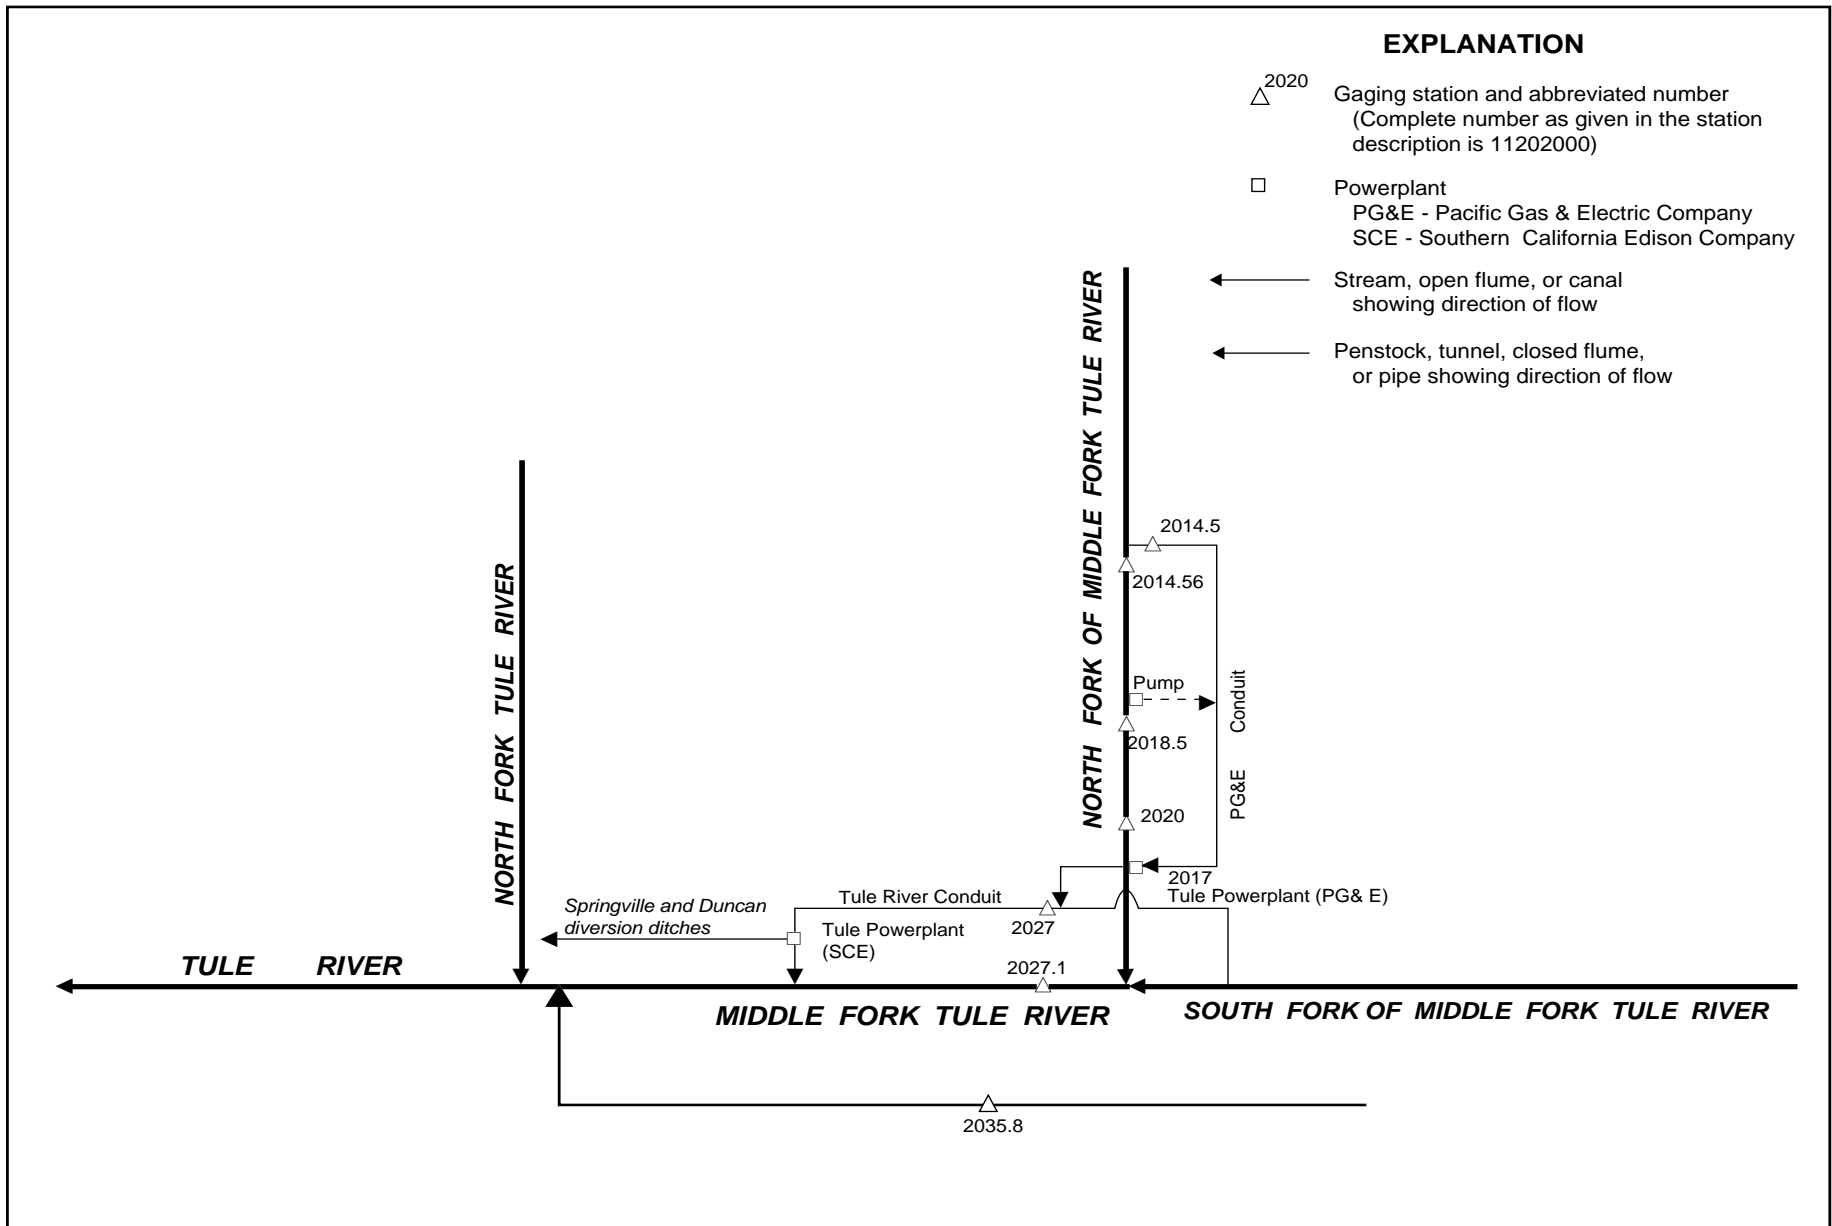 EXPLANATION
2020
Gaging station and abbreviated number
(Complete number as given in the station
description is 11202000)
Powerplant
PG&E - Pacific Gas & Electric Company
SCE - Southern California Edison Company
Stream, open flume, or canal
showing direction of flow
Penstock, tunnel, closed flume,
or pipe showing direction of flow
NORTH FORK OF MIDDLE FORK TULE RIVER
NORTH FORK TULE RIVER
2014.5
2014.56
Pump
2018.5
PG&E Conduit
2020
2017
Tule Powerplant (PG& E)
Tule River Conduit
2027
Springville and Duncan
diversion ditches
Tule Powerplant
(SCE)
2027.1
TULE RIVER
MIDDLE FORK TULE RIVER
SOUTH FORK OF MIDDLE FORK TULE RIVER
2035.8